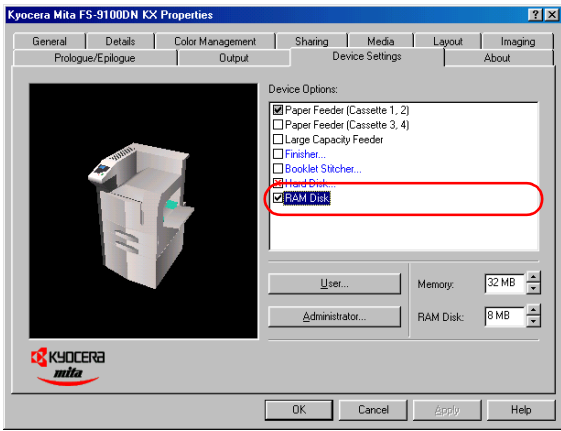 Kyocera Mita FS-9100DN KX Properties
General Details Color Management Sharing Media Layout Imaging
Prologue/Epilogue Output Device Settings About
Device Options:
Paper Feeder (Cassette 1, 2)
Paper Feeder (Cassette 3, 4)
Large Capacity Feeder
Finisher...
Booklet Stitcher...
Hard Disk...
RAM Disk
User... Memory: 32 MB
Administrator... RAM Disk: 8 MB
KYOCERA
mita
OK Cancel Apply Help